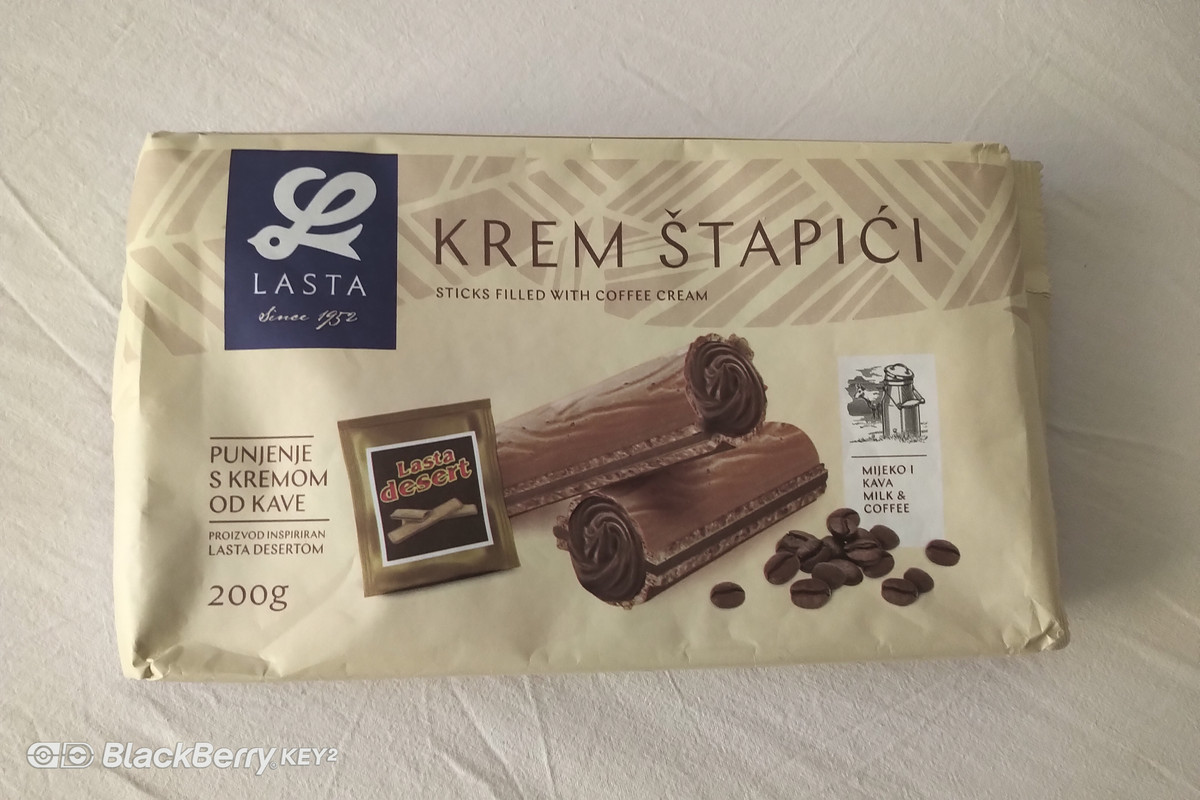 LASTA
Since 1952
KREM ŠTAPIĆI
STICKS FILLED WITH COFFEE CREAM
PUNJENJE
S KREMOM
OD KAVE
PROIZVOD INSPIRIRAN
LASTA DESERTOM
200g
Lasta
desert
MIJEKO I
KAVA
MILK &
COFFEE
BlackBerry® KEY²